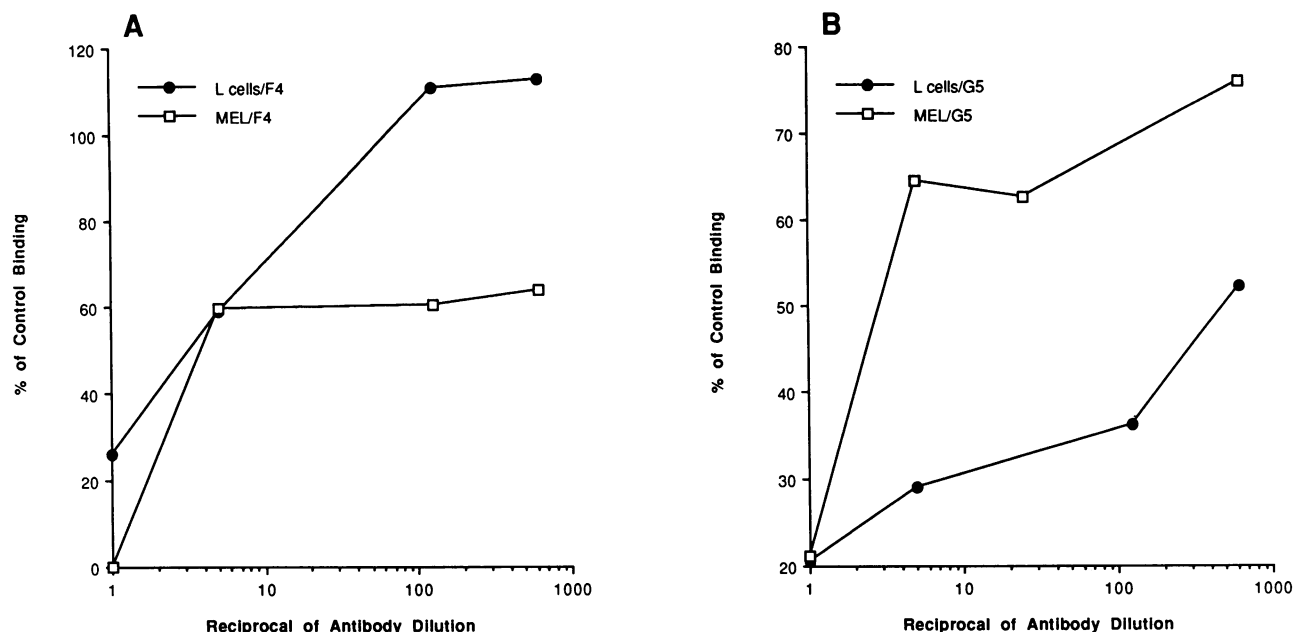 A
120
100
80
60
40
20
0
L cells/F4
MEL/F4
% of Control Binding
1 10 100 1000
Reciprocal of Antibody Dilution
B
80
70
60
50
40
30
20
L cells/G5
MEL/G5
% of Control Binding
1 10 100 1000
Reciprocal of Antibody Dilution